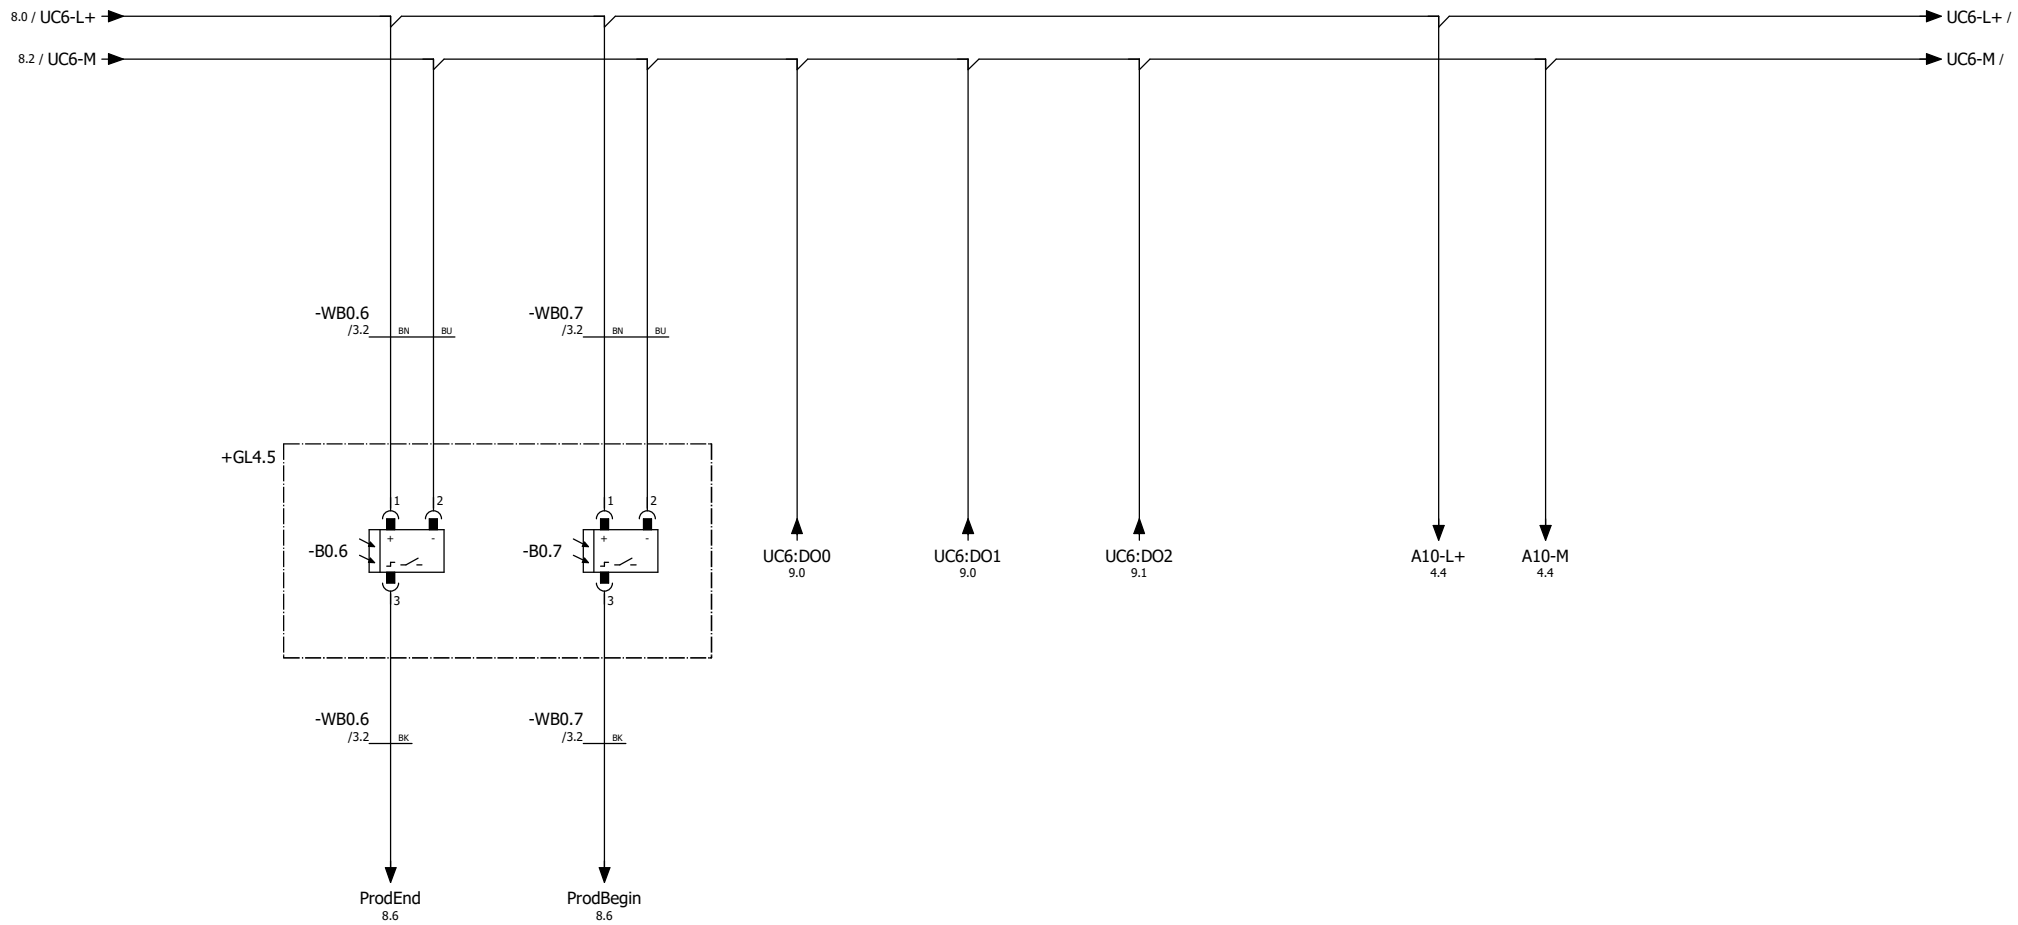 8.0 / UC6-L+
UC6-L+ /
8.2 / UC6-M
UC6-M /
-WB0.6
/3.2
BN
BU
-WB0.7
/3.2
BN
BU
+GL4.5
1
2
1
2
-B0.6
+
-
-B0.7
+
-
3
3
UC6:DO0
9.0
UC6:DO1
9.0
UC6:DO2
9.1
A10-L+
4.4
A10-M
4.4
-WB0.6
/3.2
BK
-WB0.7
/3.2
BK
ProdEnd
8.6
ProdBegin
8.6